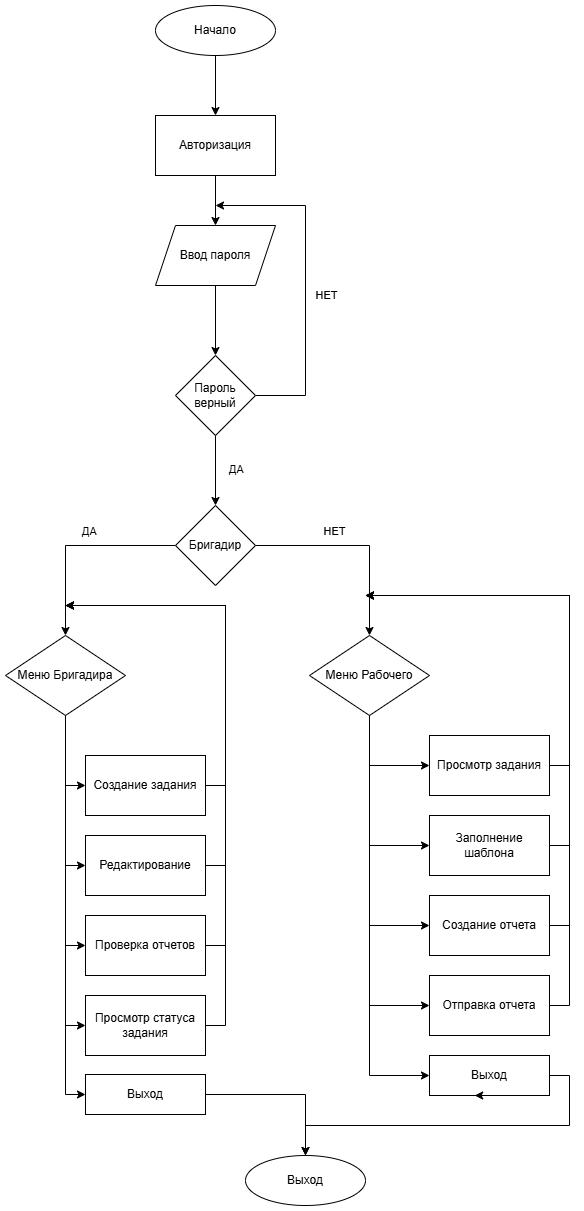 Начало
Авторизация
Ввод пароля
НЕТ
Пароль
верный
ДА
ДА
Бригадир
НЕТ
Меню Бригадира
Создание задания
Редактирование
Проверка отчетов
Просмотр статуса
задания
Выход
Меню Рабочего
Просмотр задания
Заполнение
шаблона
Создание отчета
Отправка отчета
Выход
Выход